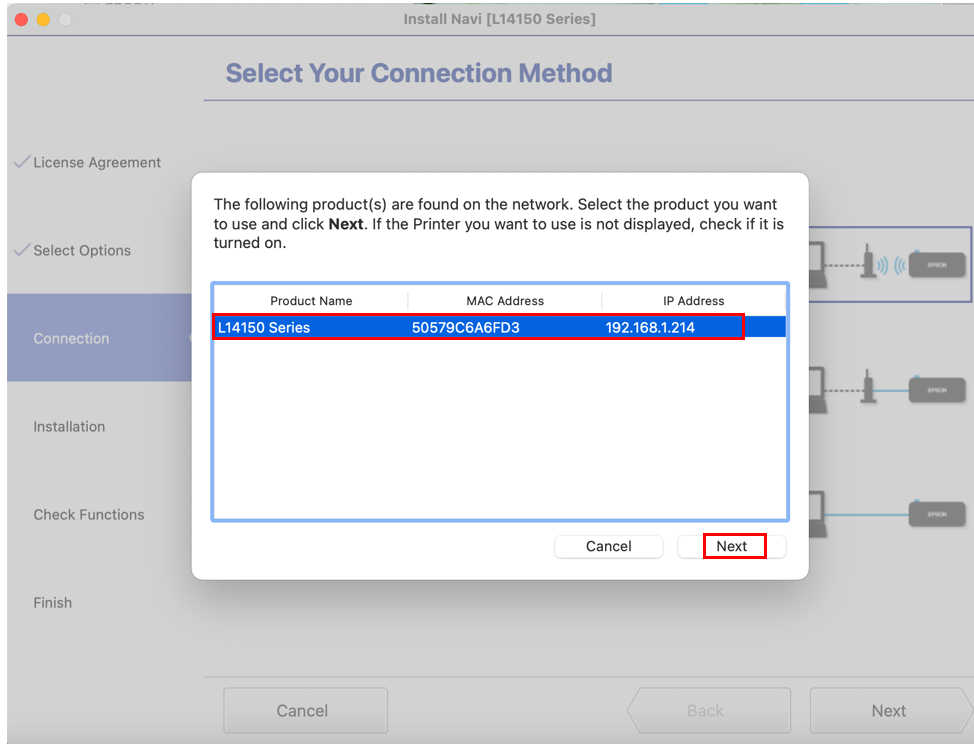 Install Navi [L14150 Series]
Select Your Connection Method
License Agreement
Select Options
Connection
Installation
Check Functions
Finish
The following product(s) are found on the network. Select the product you want
to use and click Next. If the Printer you want to use is not displayed, check if it is
turned on.
Product Name MAC Address IP Address
L14150 Series 50579C6A6FD3 192.168.1.214
Cancel Next
EPSON
EPSON
EPSON
Cancel Back Next